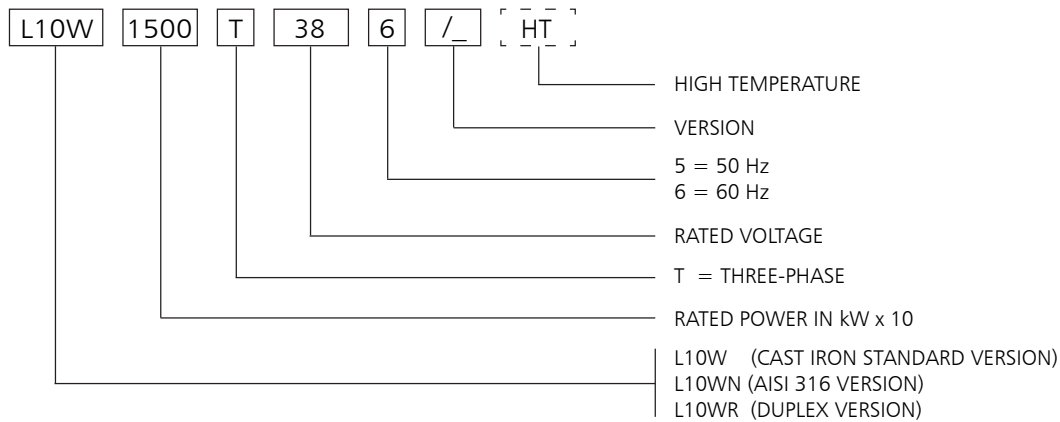 L10W 1500 T 38 6 /_ HT
HIGH TEMPERATURE
VERSION
5 = 50 Hz
6 = 60 Hz
RATED VOLTAGE
T = THREE-PHASE
RATED POWER IN kW x 10
L10W (CAST IRON STANDARD VERSION)
L10WN (AISI 316 VERSION)
L10WR (DUPLEX VERSION)